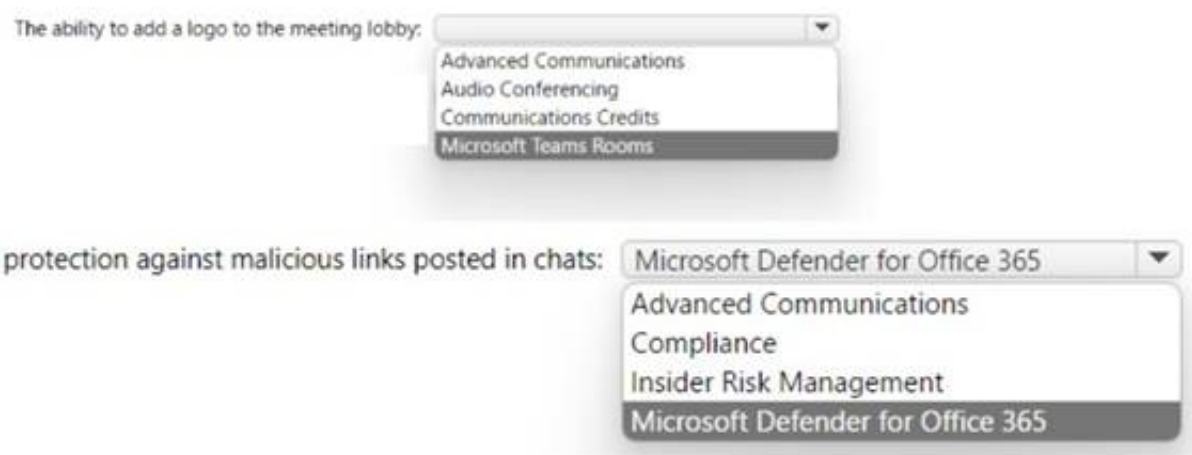 The ability to add a logo to the meeting lobby:
Advanced Communications
Audio Conferencing
Communications Credits
Microsoft Teams Rooms
protection against malicious links posted in chats: Microsoft Defender for Office 365
Advanced Communications
Compliance
Insider Risk Management
Microsoft Defender for Office 365